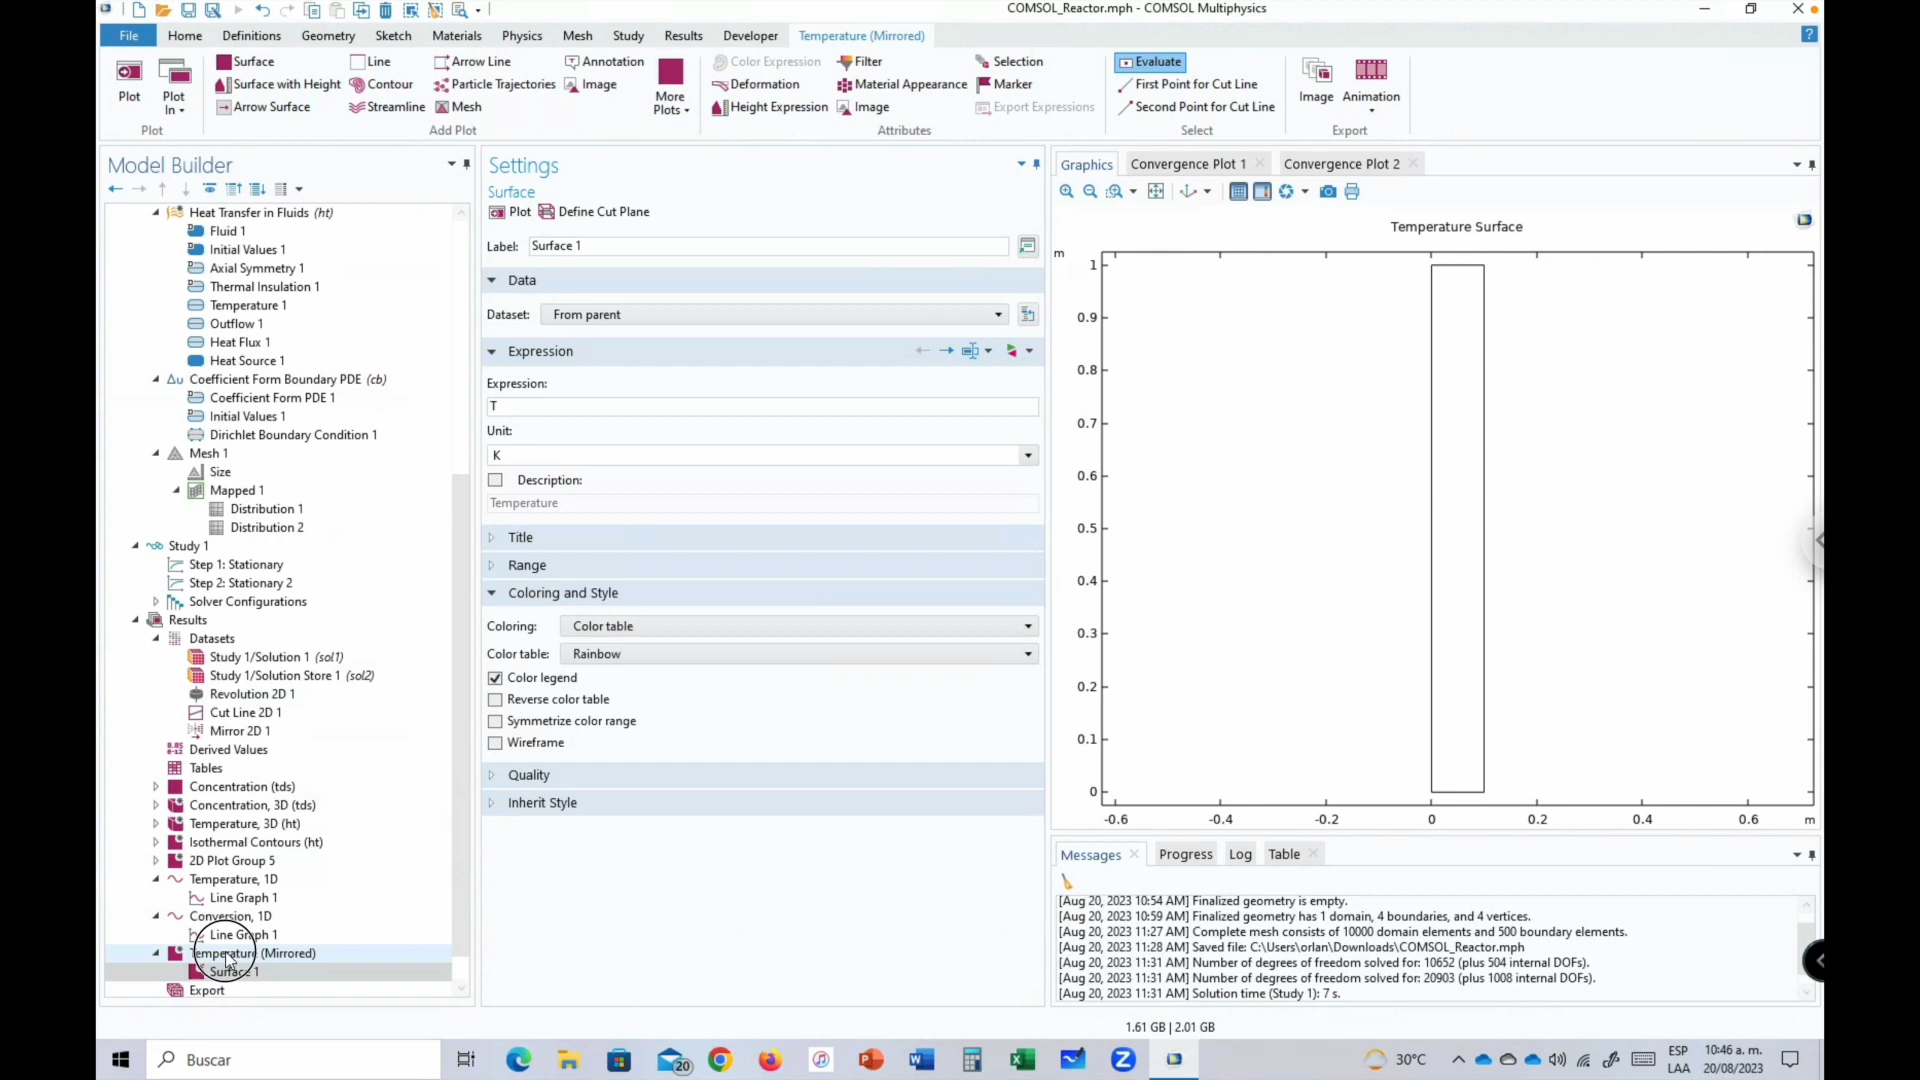 COMSOL_Reactor.mph - COMSOL Multiphysics
File Home Definitions Geometry Sketch Materials Physics Mesh Study Results Developer Temperature (Mirrored)
Plot
Plot In
Plot
Surface Line Arrow Line Annotation
Surface with Height Contour Particle Trajectories Image
Arrow Surface Streamline Mesh
More Plots
Add Plot
Color Expression Filter Selection
Deformation Material Appearance Marker
Height Expression Image Export Expressions
Attributes
Evaluate
First Point for Cut Line
Second Point for Cut Line
Select
Image Animation
Export
Model Builder
Heat Transfer in Fluids (ht)
Fluid 1
Initial Values 1
Axial Symmetry 1
Thermal Insulation 1
Temperature 1
Outflow 1
Heat Flux 1
Heat Source 1
Δu Coefficient Form Boundary PDE (cb)
Coefficient Form PDE 1
Initial Values 1
Dirichlet Boundary Condition 1
Mesh 1
Size
Mapped 1
Distribution 1
Distribution 2
Study 1
Step 1: Stationary
Step 2: Stationary 2
Solver Configurations
Results
Datasets
Study 1/Solution 1 (sol1)
Study 1/Solution Store 1 (sol2)
Revolution 2D 1
Cut Line 2D 1
Mirror 2D 1
8.85
e-12 Derived Values
Tables
Concentration (tds)
Concentration, 3D (tds)
Temperature, 3D (ht)
Isothermal Contours (ht)
2D Plot Group 5
Temperature, 1D
Line Graph 1
Conversion, 1D
Line Graph 1
Temperature (Mirrored)
Surface 1
Export
Settings
Surface
Plot Define Cut Plane
Label: Surface 1
Data
Dataset: From parent
Expression
Expression:
T
Unit:
K
Description:
Temperature
Title
Range
Coloring and Style
Coloring: Color table
Color table: Rainbow
Color legend
Reverse color table
Symmetrize color range
Wireframe
Quality
Inherit Style
Graphics Convergence Plot 1 Convergence Plot 2
Temperature Surface
m
1
0.9
0.8
0.7
0.6
0.5
0.4
0.3
0.2
0.1
0
-0.6 -0.4 -0.2 0 0.2 0.4 0.6 m
Messages Progress Log Table
[Aug 20, 2023 10:54 AM] Finalized geometry is empty.
[Aug 20, 2023 10:59 AM] Finalized geometry has 1 domain, 4 boundaries, and 4 vertices.
[Aug 20, 2023 11:27 AM] Complete mesh consists of 10000 domain elements and 500 boundary elements.
[Aug 20, 2023 11:28 AM] Saved file: C:\Users\orlan\Downloads\COMSOL_Reactor.mph
[Aug 20, 2023 11:31 AM] Number of degrees of freedom solved for: 10652 (plus 504 internal DOFs).
[Aug 20, 2023 11:31 AM] Number of degrees of freedom solved for: 20903 (plus 1008 internal DOFs).
[Aug 20, 2023 11:31 AM] Solution time (Study 1): 7 s.
1.61 GB | 2.01 GB
Buscar
20
30°C
ESP
LAA
10:46 a. m.
20/08/2023